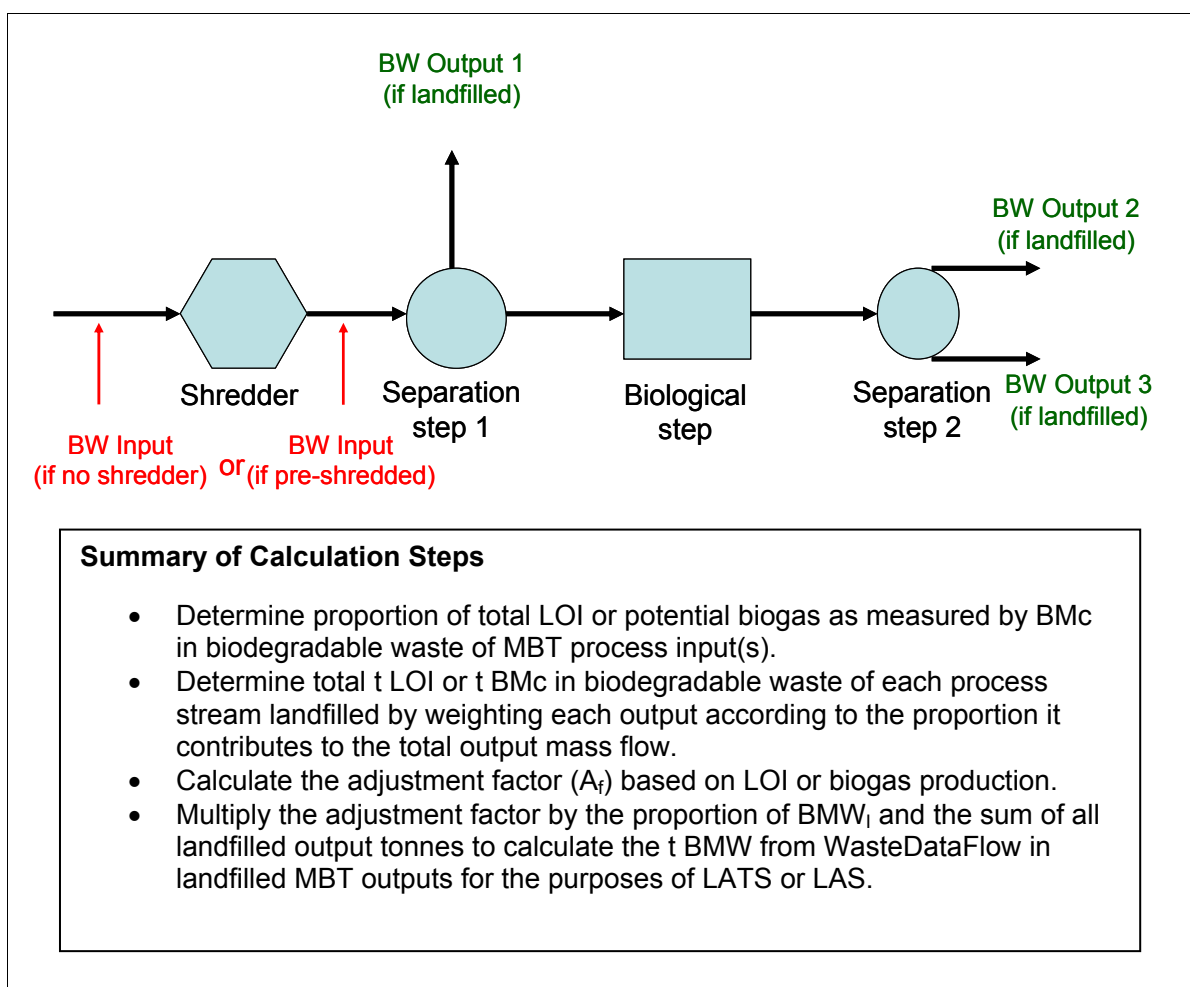 BW Output 1
(if landfilled)
BW Output 2
(if landfilled)
Shredder
Separation
step 1
Biological
step
Separation
step 2
BW Output 3
(if landfilled)
BW Input
(if no shredder)
or
BW Input
(if pre-shredded)
Summary of Calculation Steps
• Determine proportion of total LOI or potential biogas as measured by BMc
in biodegradable waste of MBT process input(s).
• Determine total t LOI or t BMc in biodegradable waste of each process
stream landfilled by weighting each output according to the proportion it
contributes to the total output mass flow.
• Calculate the adjustment factor (Af) based on LOI or biogas production.
• Multiply the adjustment factor by the proportion of BMWI and the sum of all
landfilled output tonnes to calculate the t BMW from WasteDataFlow in
landfilled MBT outputs for the purposes of LATS or LAS.